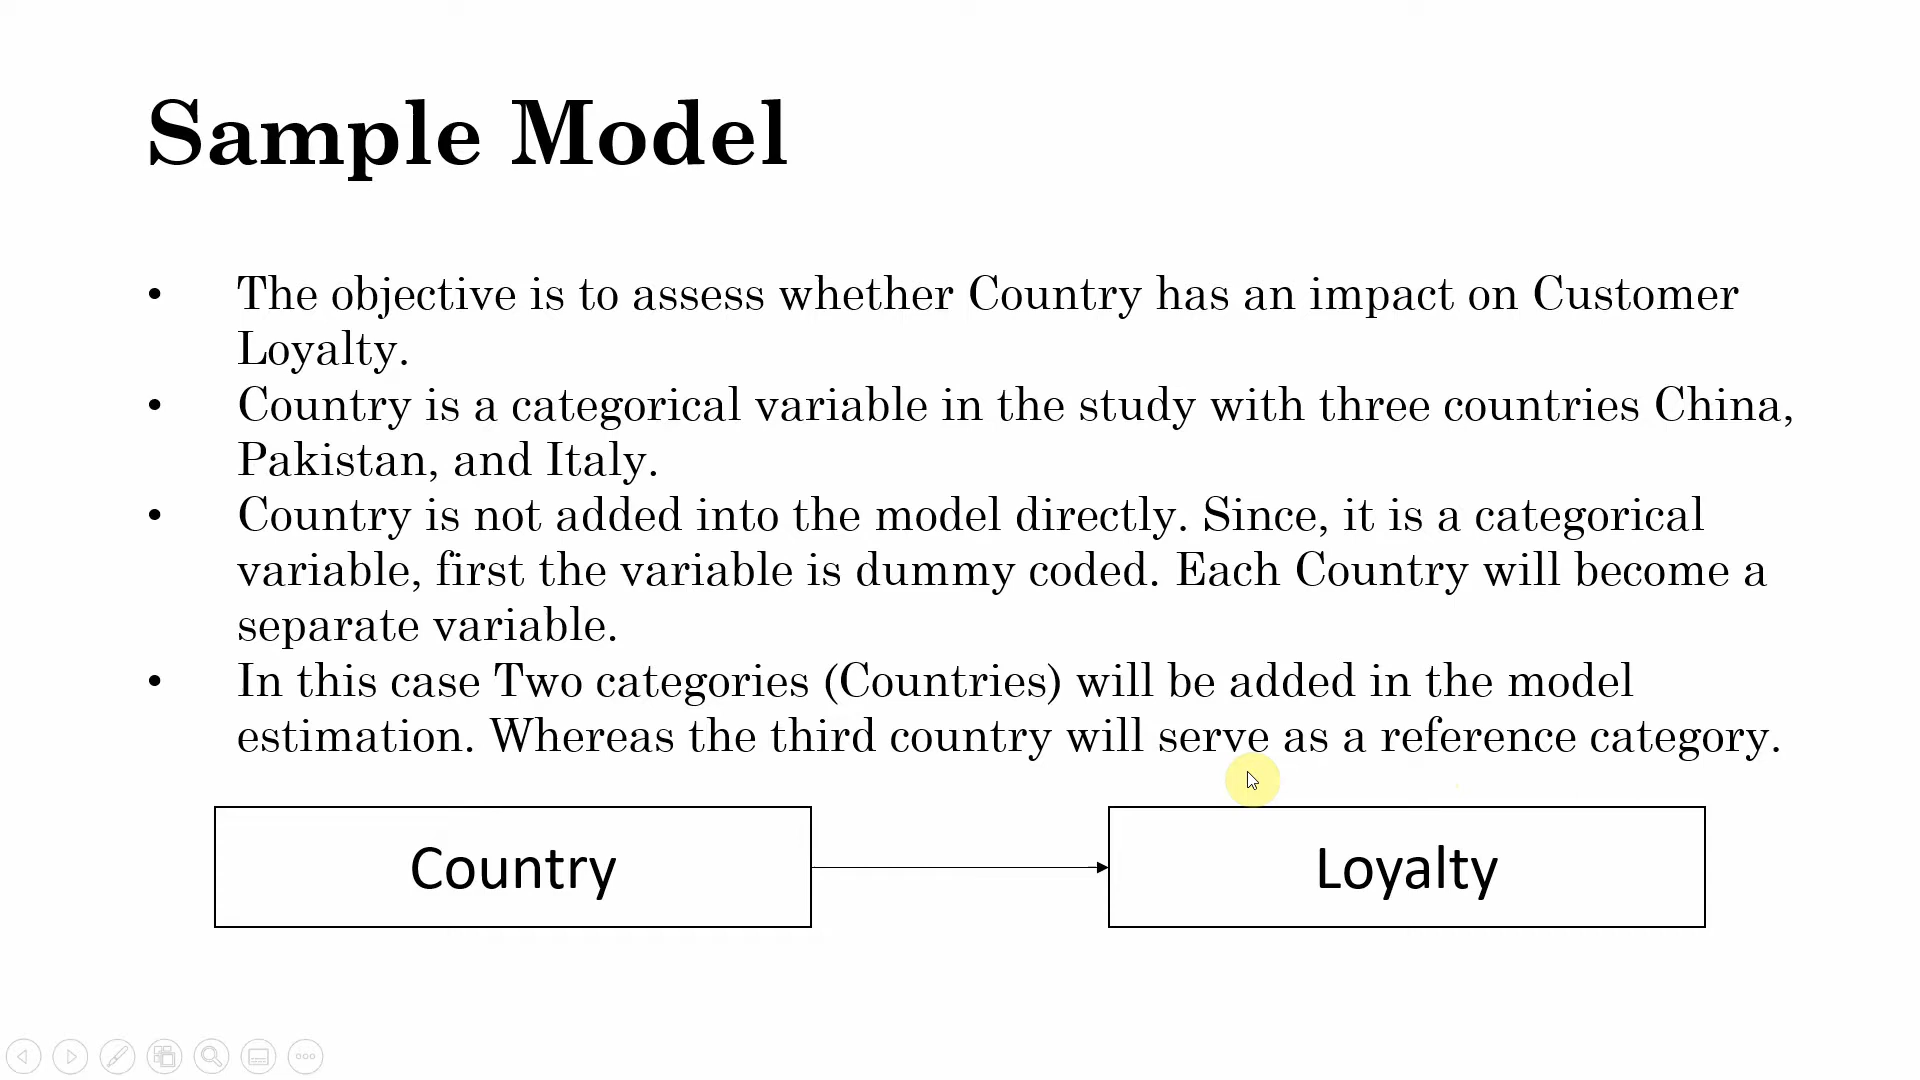 Sample Model
• The objective is to assess whether Country has an impact on Customer
Loyalty.
• Country is a categorical variable in the study with three countries China,
Pakistan, and Italy.
• Country is not added into the model directly. Since, it is a categorical
variable, first the variable is dummy coded. Each Country will become a
separate variable.
• In this case Two categories (Countries) will be added in the model
estimation. Whereas the third country will serve as a reference category.
Country
Loyalty